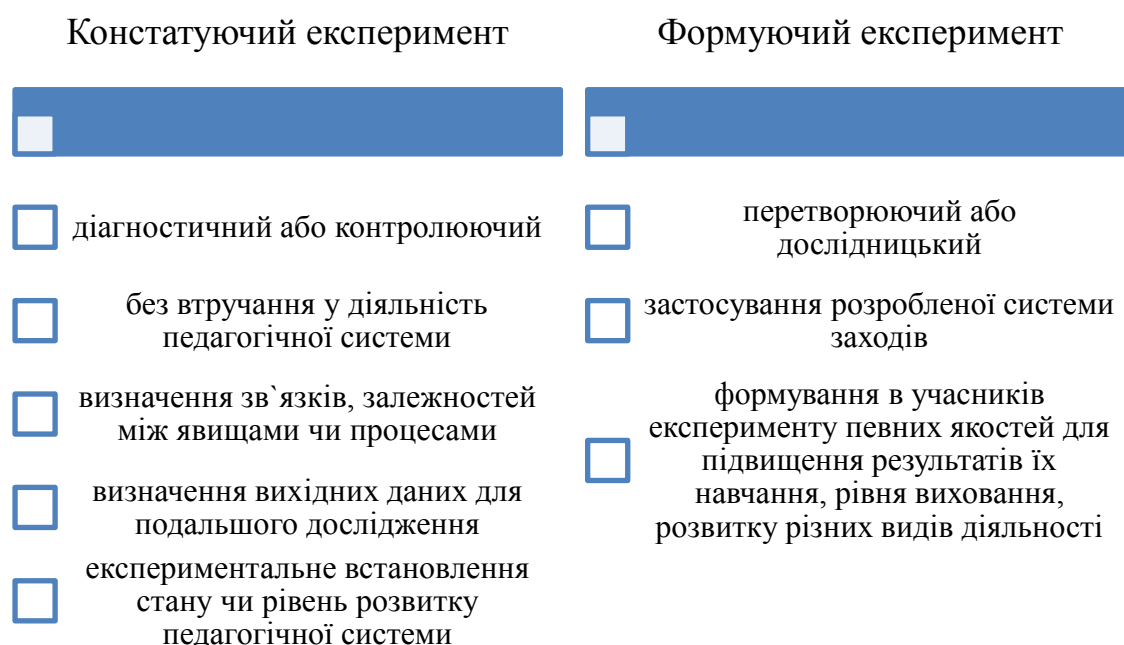 Констатуючий експеримент
діагностичний або контролюючий
без втручання у діяльність
педагогічної системи
визначення зв`язків, залежностей
між явищами чи процесами
визначення вихідних даних для
подальшого дослідження
експериментальне встановлення
стану чи рівень розвитку
педагогічної системи
Формуючий експеримент
перетворюючий або
дослідницький
застосування розробленої системи
заходів
формування в учасників
експерименту певних якостей для
підвищення результатів їх
навчання, рівня виховання,
розвитку різних видів діяльності